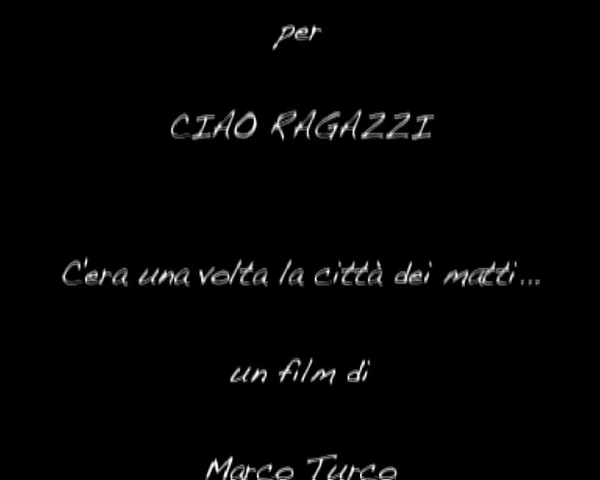 per
CIAO RAGAZZI
C'era una volta la città dei matti...
un film di
Marco Turco